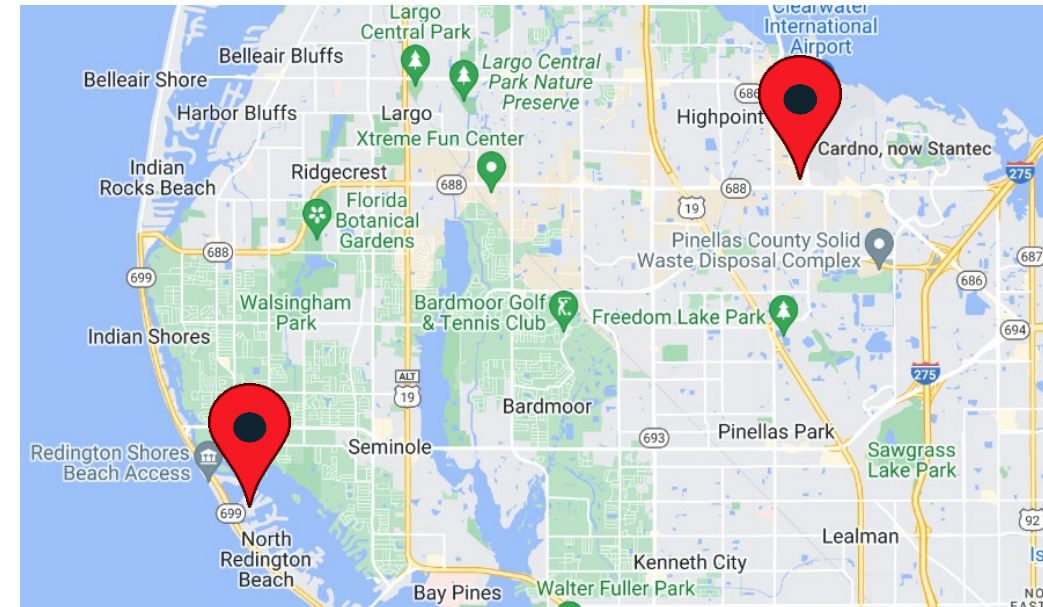 Largo
Central Park
Clearwater
International
Airport
Belleair Bluffs
Largo Central
Park Nature
Preserve
Belleair Shore
686
Harbor Bluffs
Largo
Highpoint
Xtreme Fun Center
Cardno, now Stantec
Indian
Rocks Beach
Ridgecrest
688
688
275
Florida
Botanical
Gardens
19
688
Pinellas County Solid
Waste Disposal Complex
687
699
686
Walsingham
Park
Bardmoor Golf
& Tennis Club
Freedom Lake Park
Indian Shores
694
ALT
19
275
Bardmoor
Seminole
693
Pinellas Park
Redington Shores
Beach Access
Sawgrass
Lake Park
699
92
North
Redington
Beach
Lealman
Kenneth City
Is
Bay Pines
Walter Fuller Park
NO
EAST